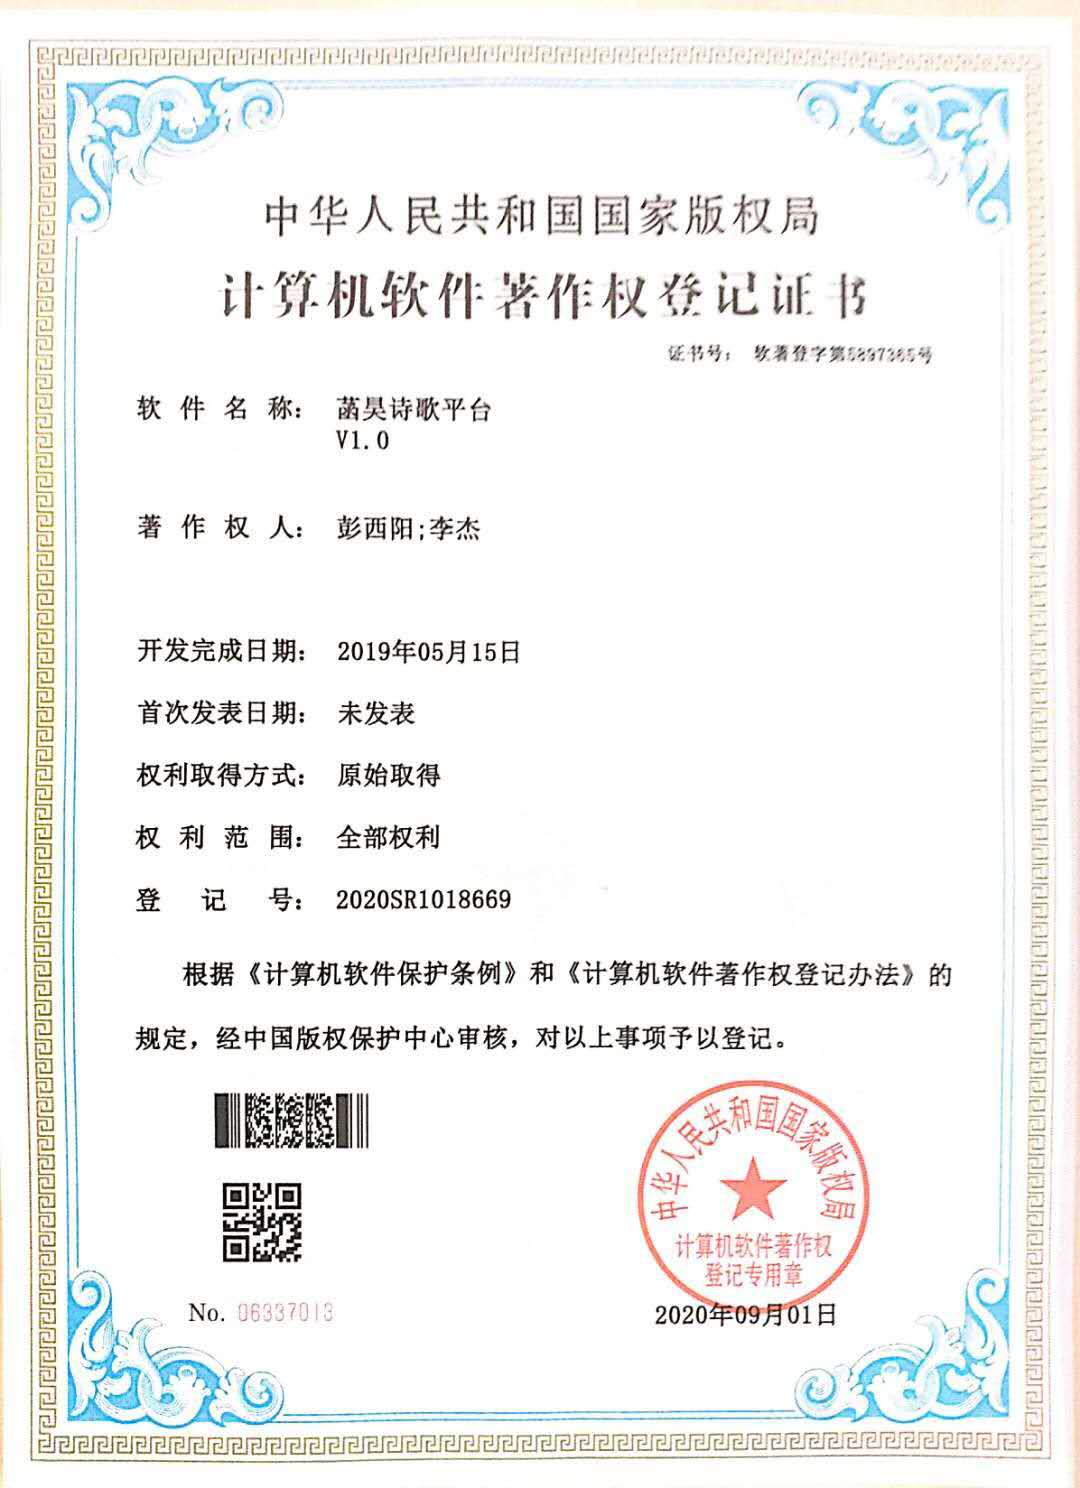 中华人民共和国国家版权局
计算机软件著作权登记证书
证书号： 软著登字第5897365号
软件名称： 菡昊诗歌平台
V1.0
著作权人： 彭西阳;李杰
开发完成日期： 2019年05月15日
首次发表日期： 未发表
权利取得方式： 原始取得
权利范围： 全部权利
登记号： 2020SR1018669
根据《计算机软件保护条例》和《计算机软件著作权登记办法》的
规定，经中国版权保护中心审核，对以上事项予以登记。
中华人民共和国国家版权局
计算机软件著作权
登记专用章
No. 06337013
2020年09月01日